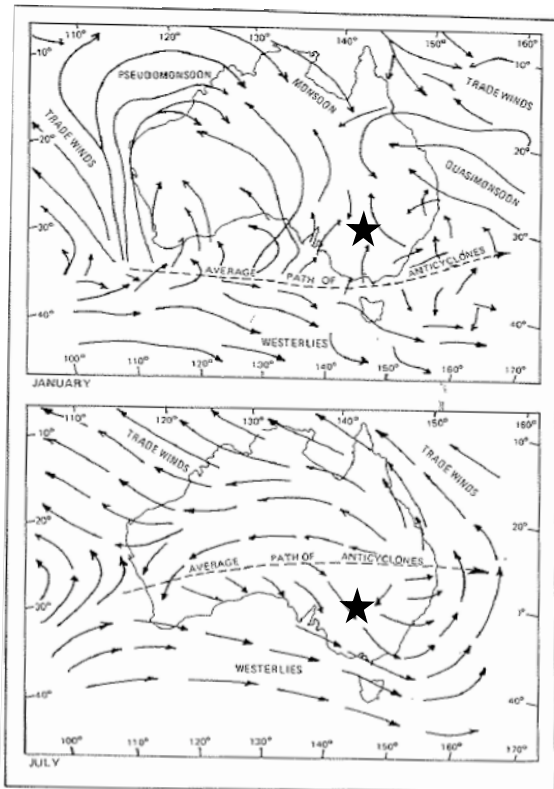 110° 120° 130° 140° 150° 160°
10° 10°
PSEUDOMONSOON MONSOON TRADE WINDS
TRADE WINDS
20° 20°
QUASIMONSOON
30° 30°
AVERAGE PATH OF ANTICYCLONES
40° 40°
WESTERLIES
100° 110° 120° 130° 140° 150° 160° 170°
JANUARY
110° 120° 130° 140° 150° 160°
10° 10°
TRADE WINDS TRADE WINDS
20° 20°
AVERAGE PATH OF ANTICYCLONES
30°
WESTERLIES
40° 40°
100° 110° 120° 130° 140° 150° 160° 170°
JULY